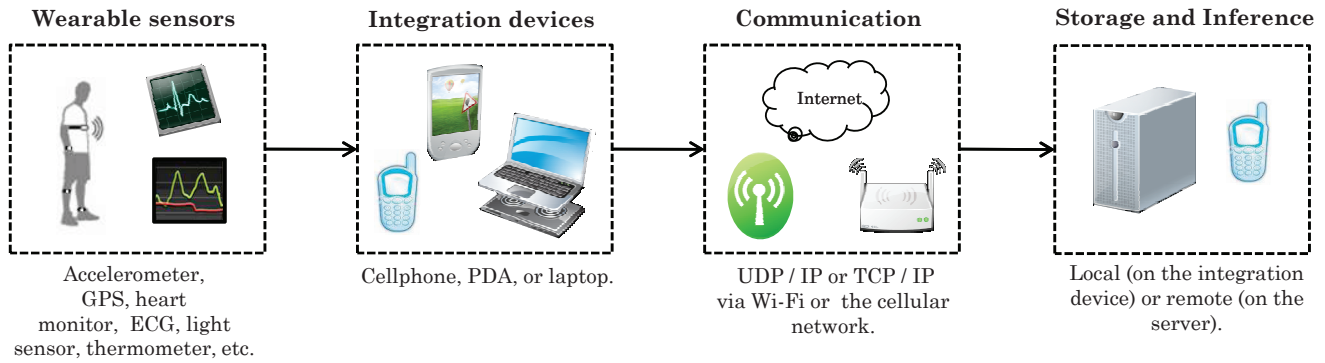 Wearable sensors
Accelerometer,
GPS, heart
monitor, ECG, light
sensor, thermometer, etc.
Integration devices
Cellphone, PDA, or laptop.
Communication
Internet
UDP / IP or TCP / IP
via Wi-Fi or the cellular
network.
Storage and Inference
Local (on the integration
device) or remote (on the
server).